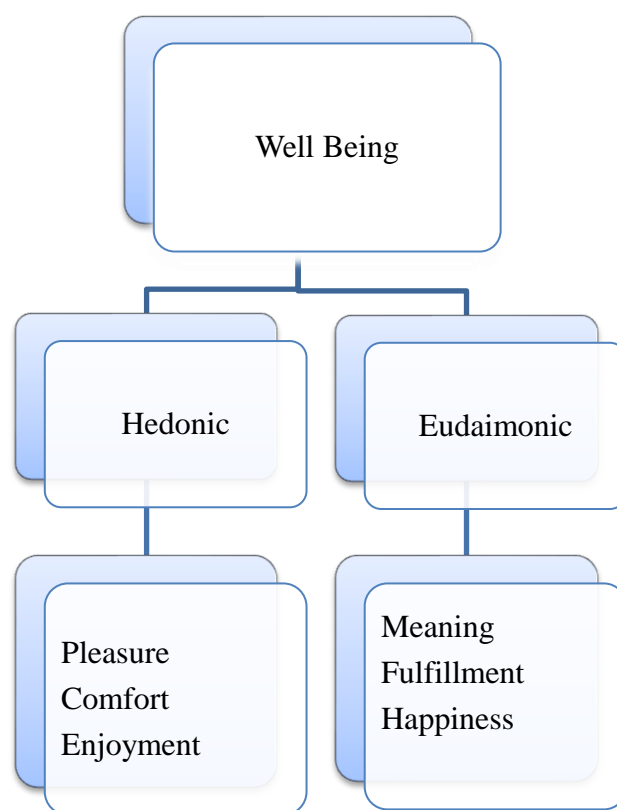 Well Being
Hedonic
Eudaimonic
Pleasure
Comfort
Enjoyment
Meaning
Fulfillment
Happiness